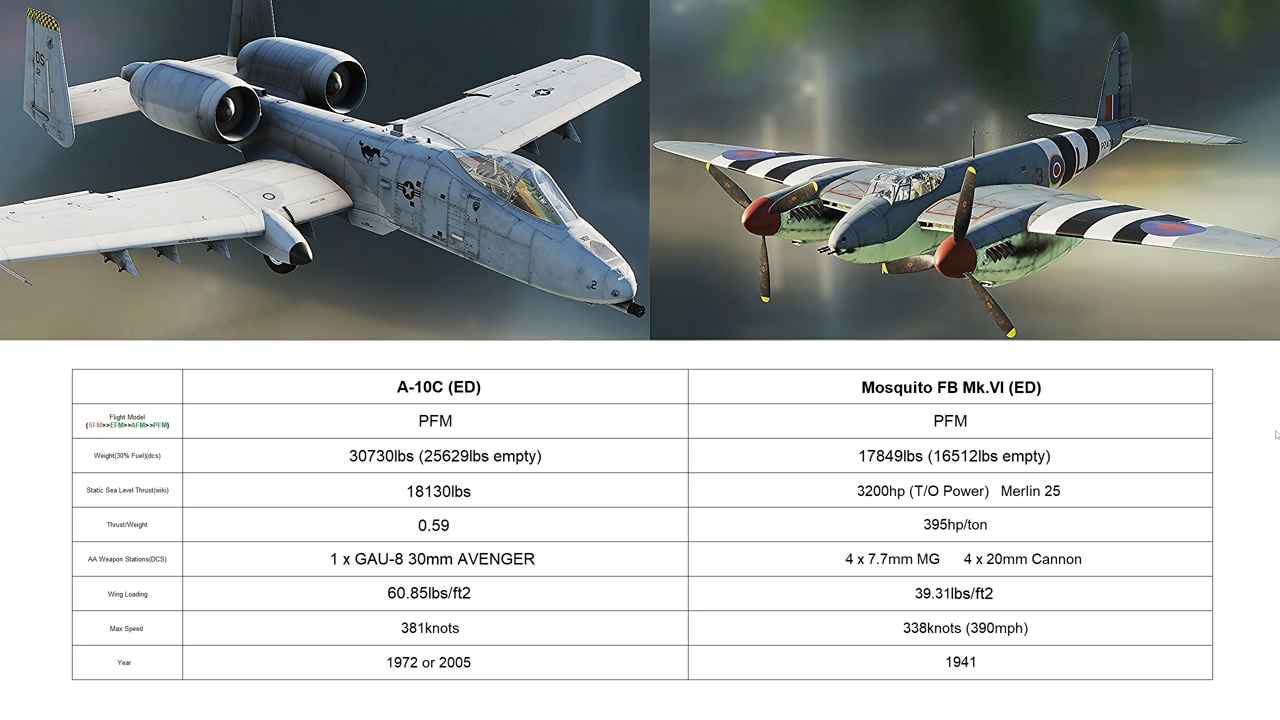 OS
2
3
A-10C (ED)
Mosquito FB Mk.VI (ED)
Flight Model
(SFM>>EFM>>AFM>>PFM)
PFM
PFM
Weight(30% Fuel)(dcs)
30730lbs (25629lbs empty)
17849lbs (16512lbs empty)
Static Sea Level Thrust(wiki)
18130lbs
3200hp (T/O Power) Merlin 25
Thrust/Weight
0.59
395hp/ton
AA Weapon Stations(DCS)
1 x GAU-8 30mm AVENGER
4 x 7.7mm MG 4 x 20mm Cannon
Wing Loading
60.85lbs/ft2
39.31lbs/ft2
Max Speed
381knots
338knots (390mph)
Year
1972 or 2005
1941